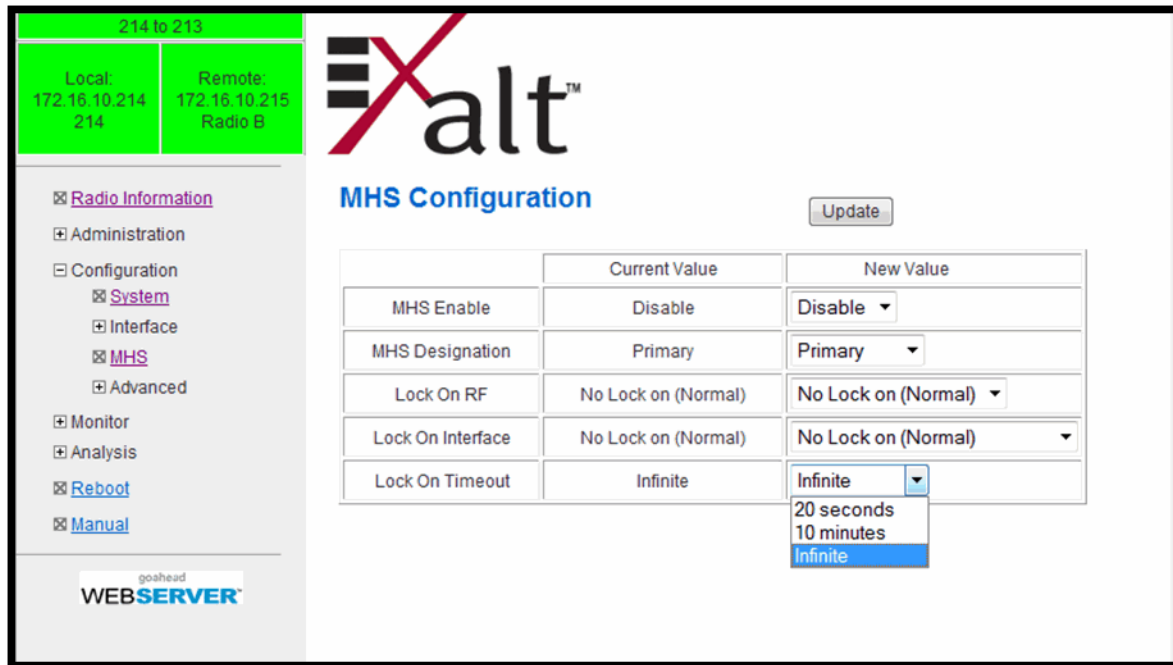 214 to 213
Local:
172.16.10.214
214
Remote:
172.16.10.215
Radio B
Exalt™
Radio Information
Administration
Configuration
System
Interface
MHS
Advanced
Monitor
Analysis
Reboot
Manual
goahead
WEBSERVER
MHS Configuration
Update
Current Value New Value
MHS Enable Disable Disable
MHS Designation Primary Primary
Lock On RF No Lock on (Normal) No Lock on (Normal)
Lock On Interface No Lock on (Normal) No Lock on (Normal)
Lock On Timeout Infinite Infinite
20 seconds
10 minutes
Infinite